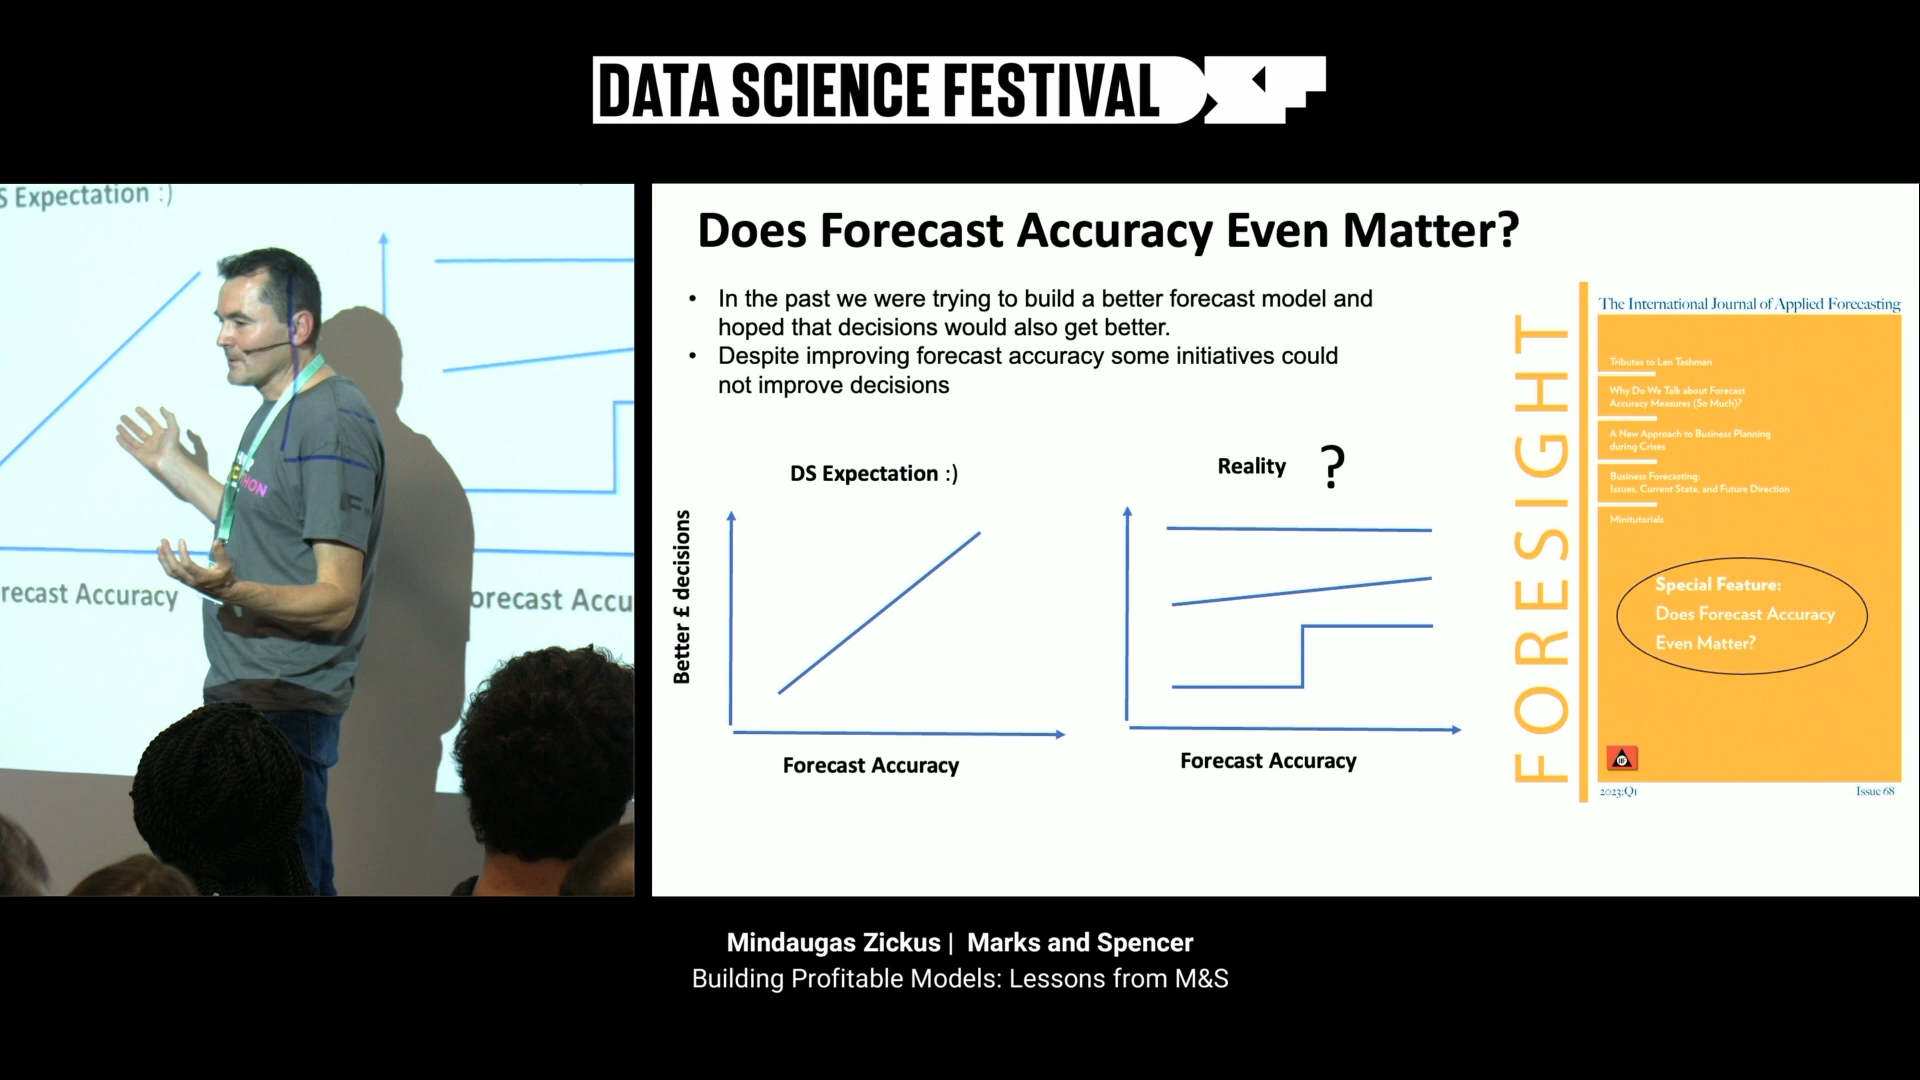 DATA SCIENCE FESTIVAL
S Expectation :)
recast Accuracy
orecast Accu
HON
Does Forecast Accuracy Even Matter?
• In the past we were trying to build a better forecast model and
hoped that decisions would also get better.
• Despite improving forecast accuracy some initiatives could
not improve decisions
DS Expectation :)
Better £ decisions
Forecast Accuracy
Reality ?
Forecast Accuracy
FORESIGHT
The International Journal of Applied Forecasting
Tributes to Len Tashman
Why Do We Talk about Forecast
Accuracy Measures (So Much)?
A New Approach to Business Planning
during Crises
Business Forecasting:
Issues, Current State, and Future Direction
Minitutorials
Special Feature:
Does Forecast Accuracy
Even Matter?
2023:Q1
Issue 68
Mindaugas Zickus | Marks and Spencer
Building Profitable Models: Lessons from M&S